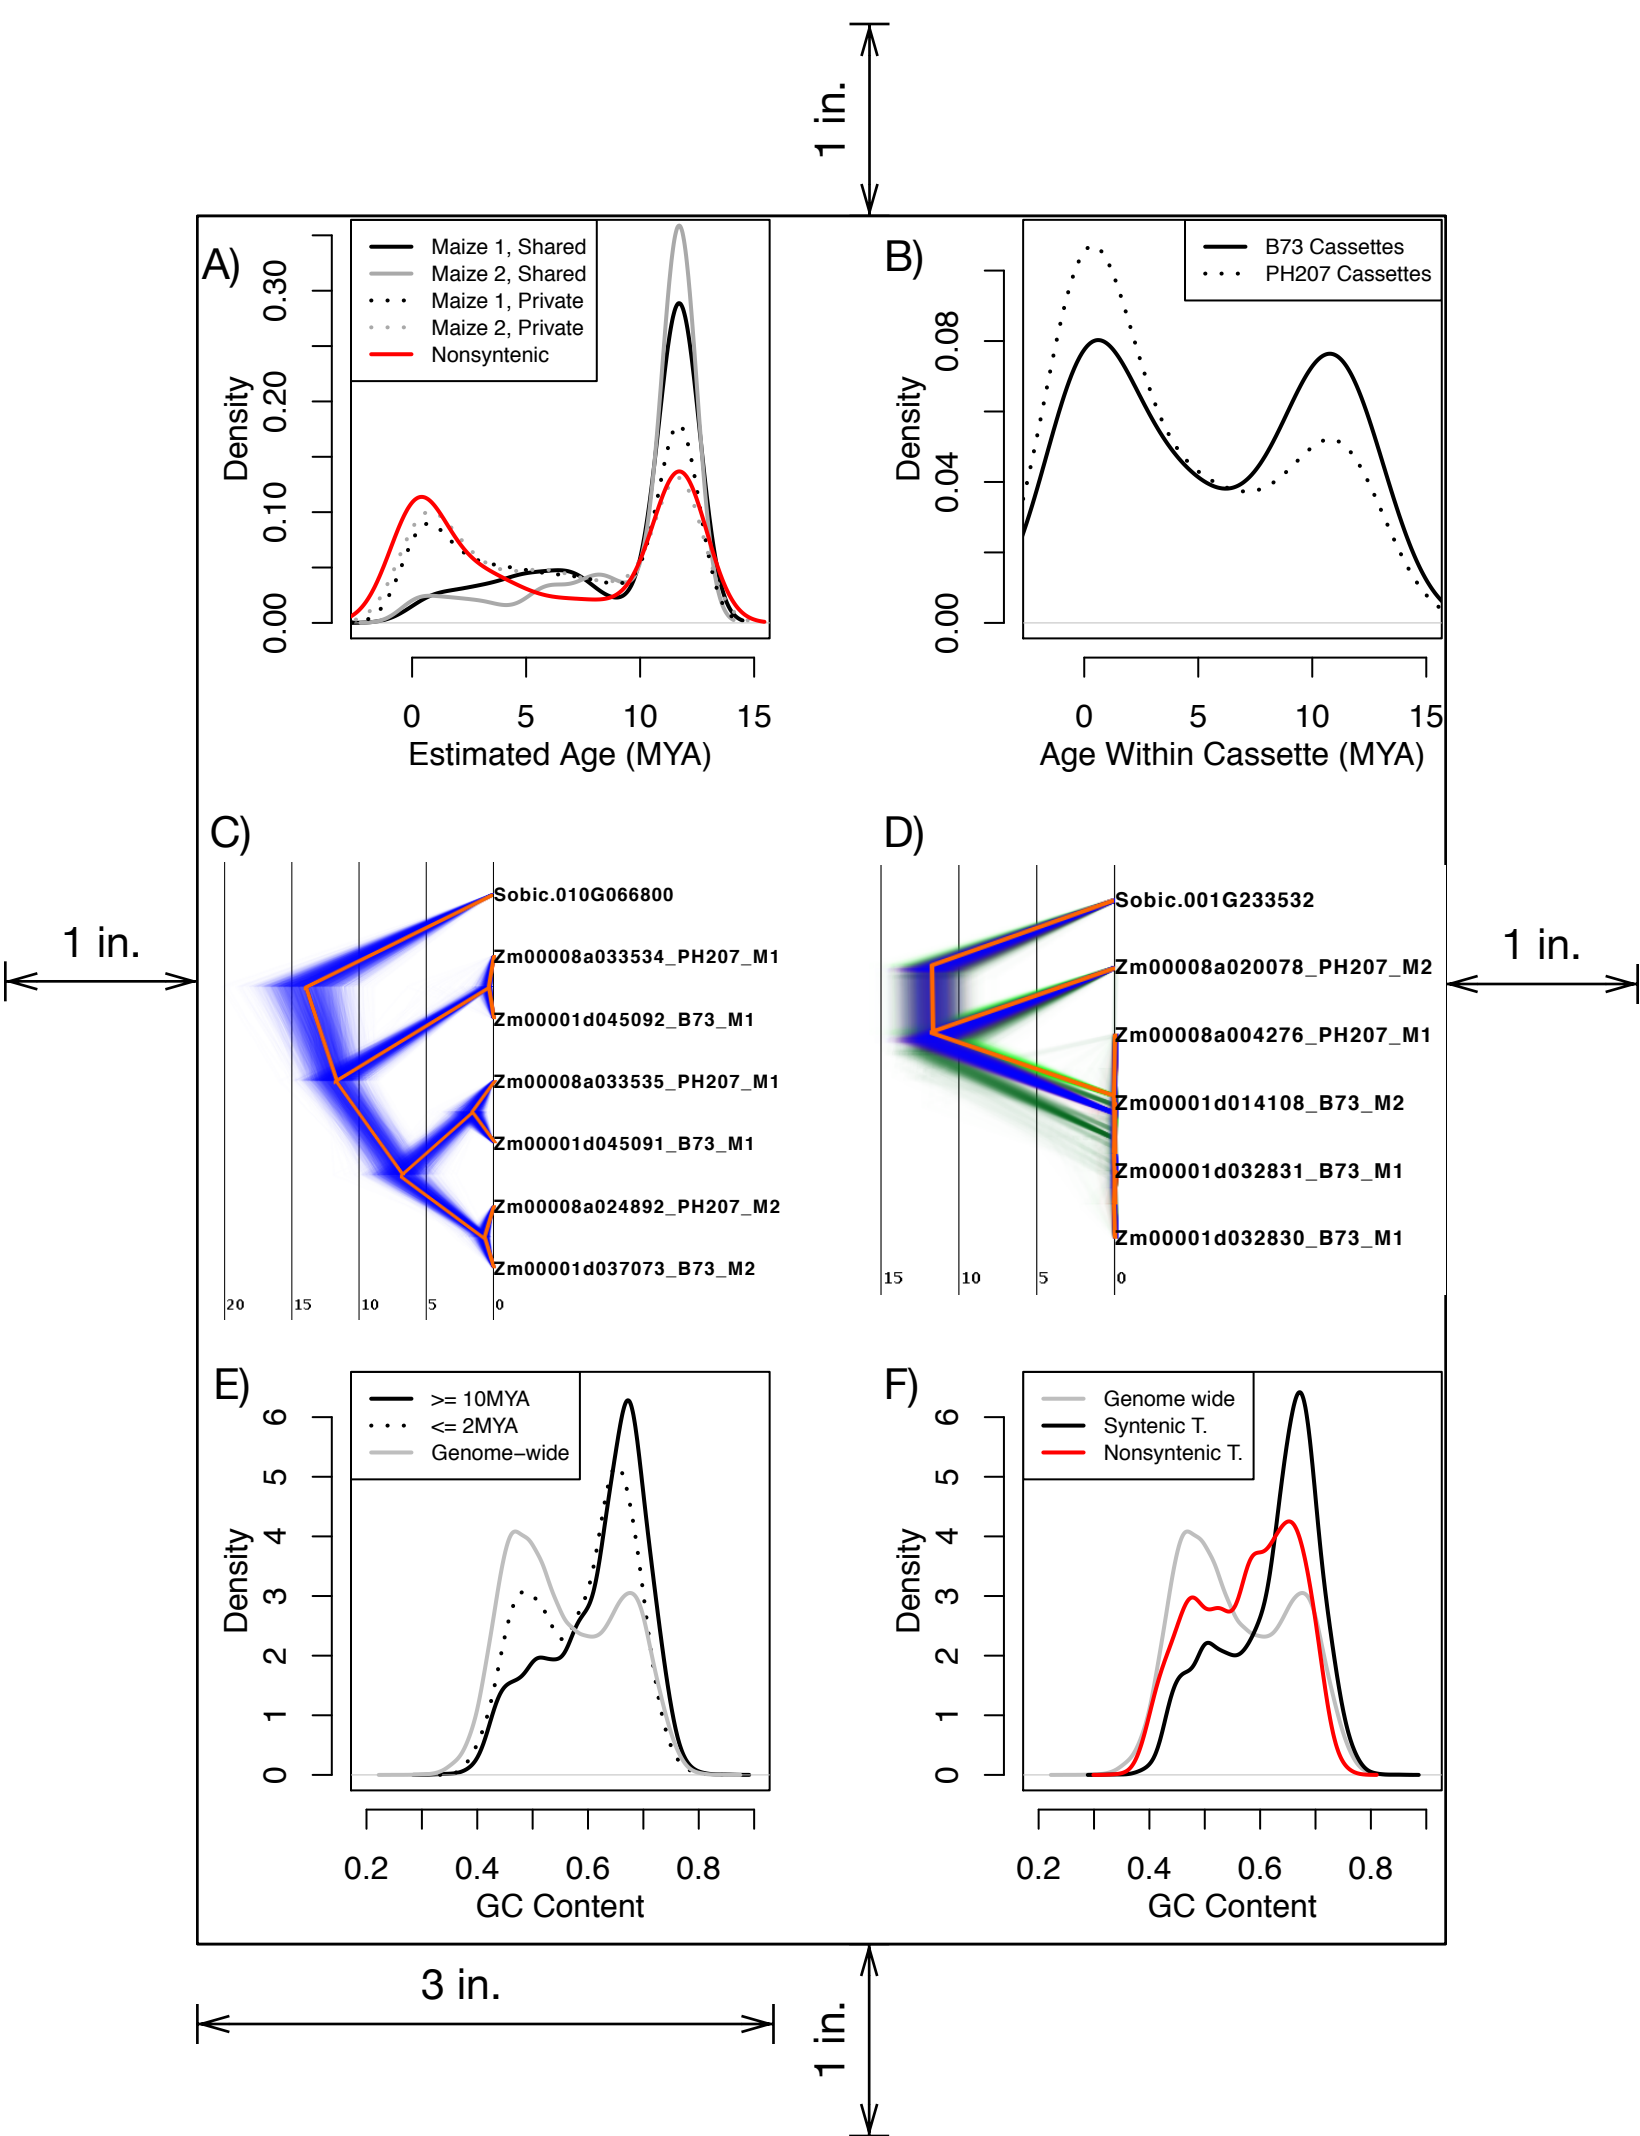 1 in.
A)
Maize 1, Shared
Maize 2, Shared
Maize 1, Private
Maize 2, Private
Nonsyntenic
Density
0.00
0.10
0.20
0.30
0
5
10
15
Estimated Age (MYA)
B)
B73 Cassettes
PH207 Cassettes
Density
0.00
0.04
0.08
0
5
10
15
Age Within Cassette (MYA)
1 in.
C)
Sobic.010G066800
Zm00008a033534_PH207_M1
Zm00001d045092_B73_M1
Zm00008a033535_PH207_M1
Zm00001d045091_B73_M1
Zm00008a024892_PH207_M2
Zm00001d037073_B73_M2
20
15
10
5
0
D)
Sobic.001G233532
Zm00008a020078_PH207_M2
Zm00008a004276_PH207_M1
Zm00001d014108_B73_M2
Zm00001d032831_B73_M1
Zm00001d032830_B73_M1
15
10
5
0
1 in.
E)
>= 10MYA
<= 2MYA
Genome−wide
Density
0
1
2
3
4
5
6
0.2
0.4
0.6
0.8
GC Content
F)
Genome wide
Syntenic T.
Nonsyntenic T.
Density
0
1
2
3
4
5
6
0.2
0.4
0.6
0.8
GC Content
3 in.
1 in.